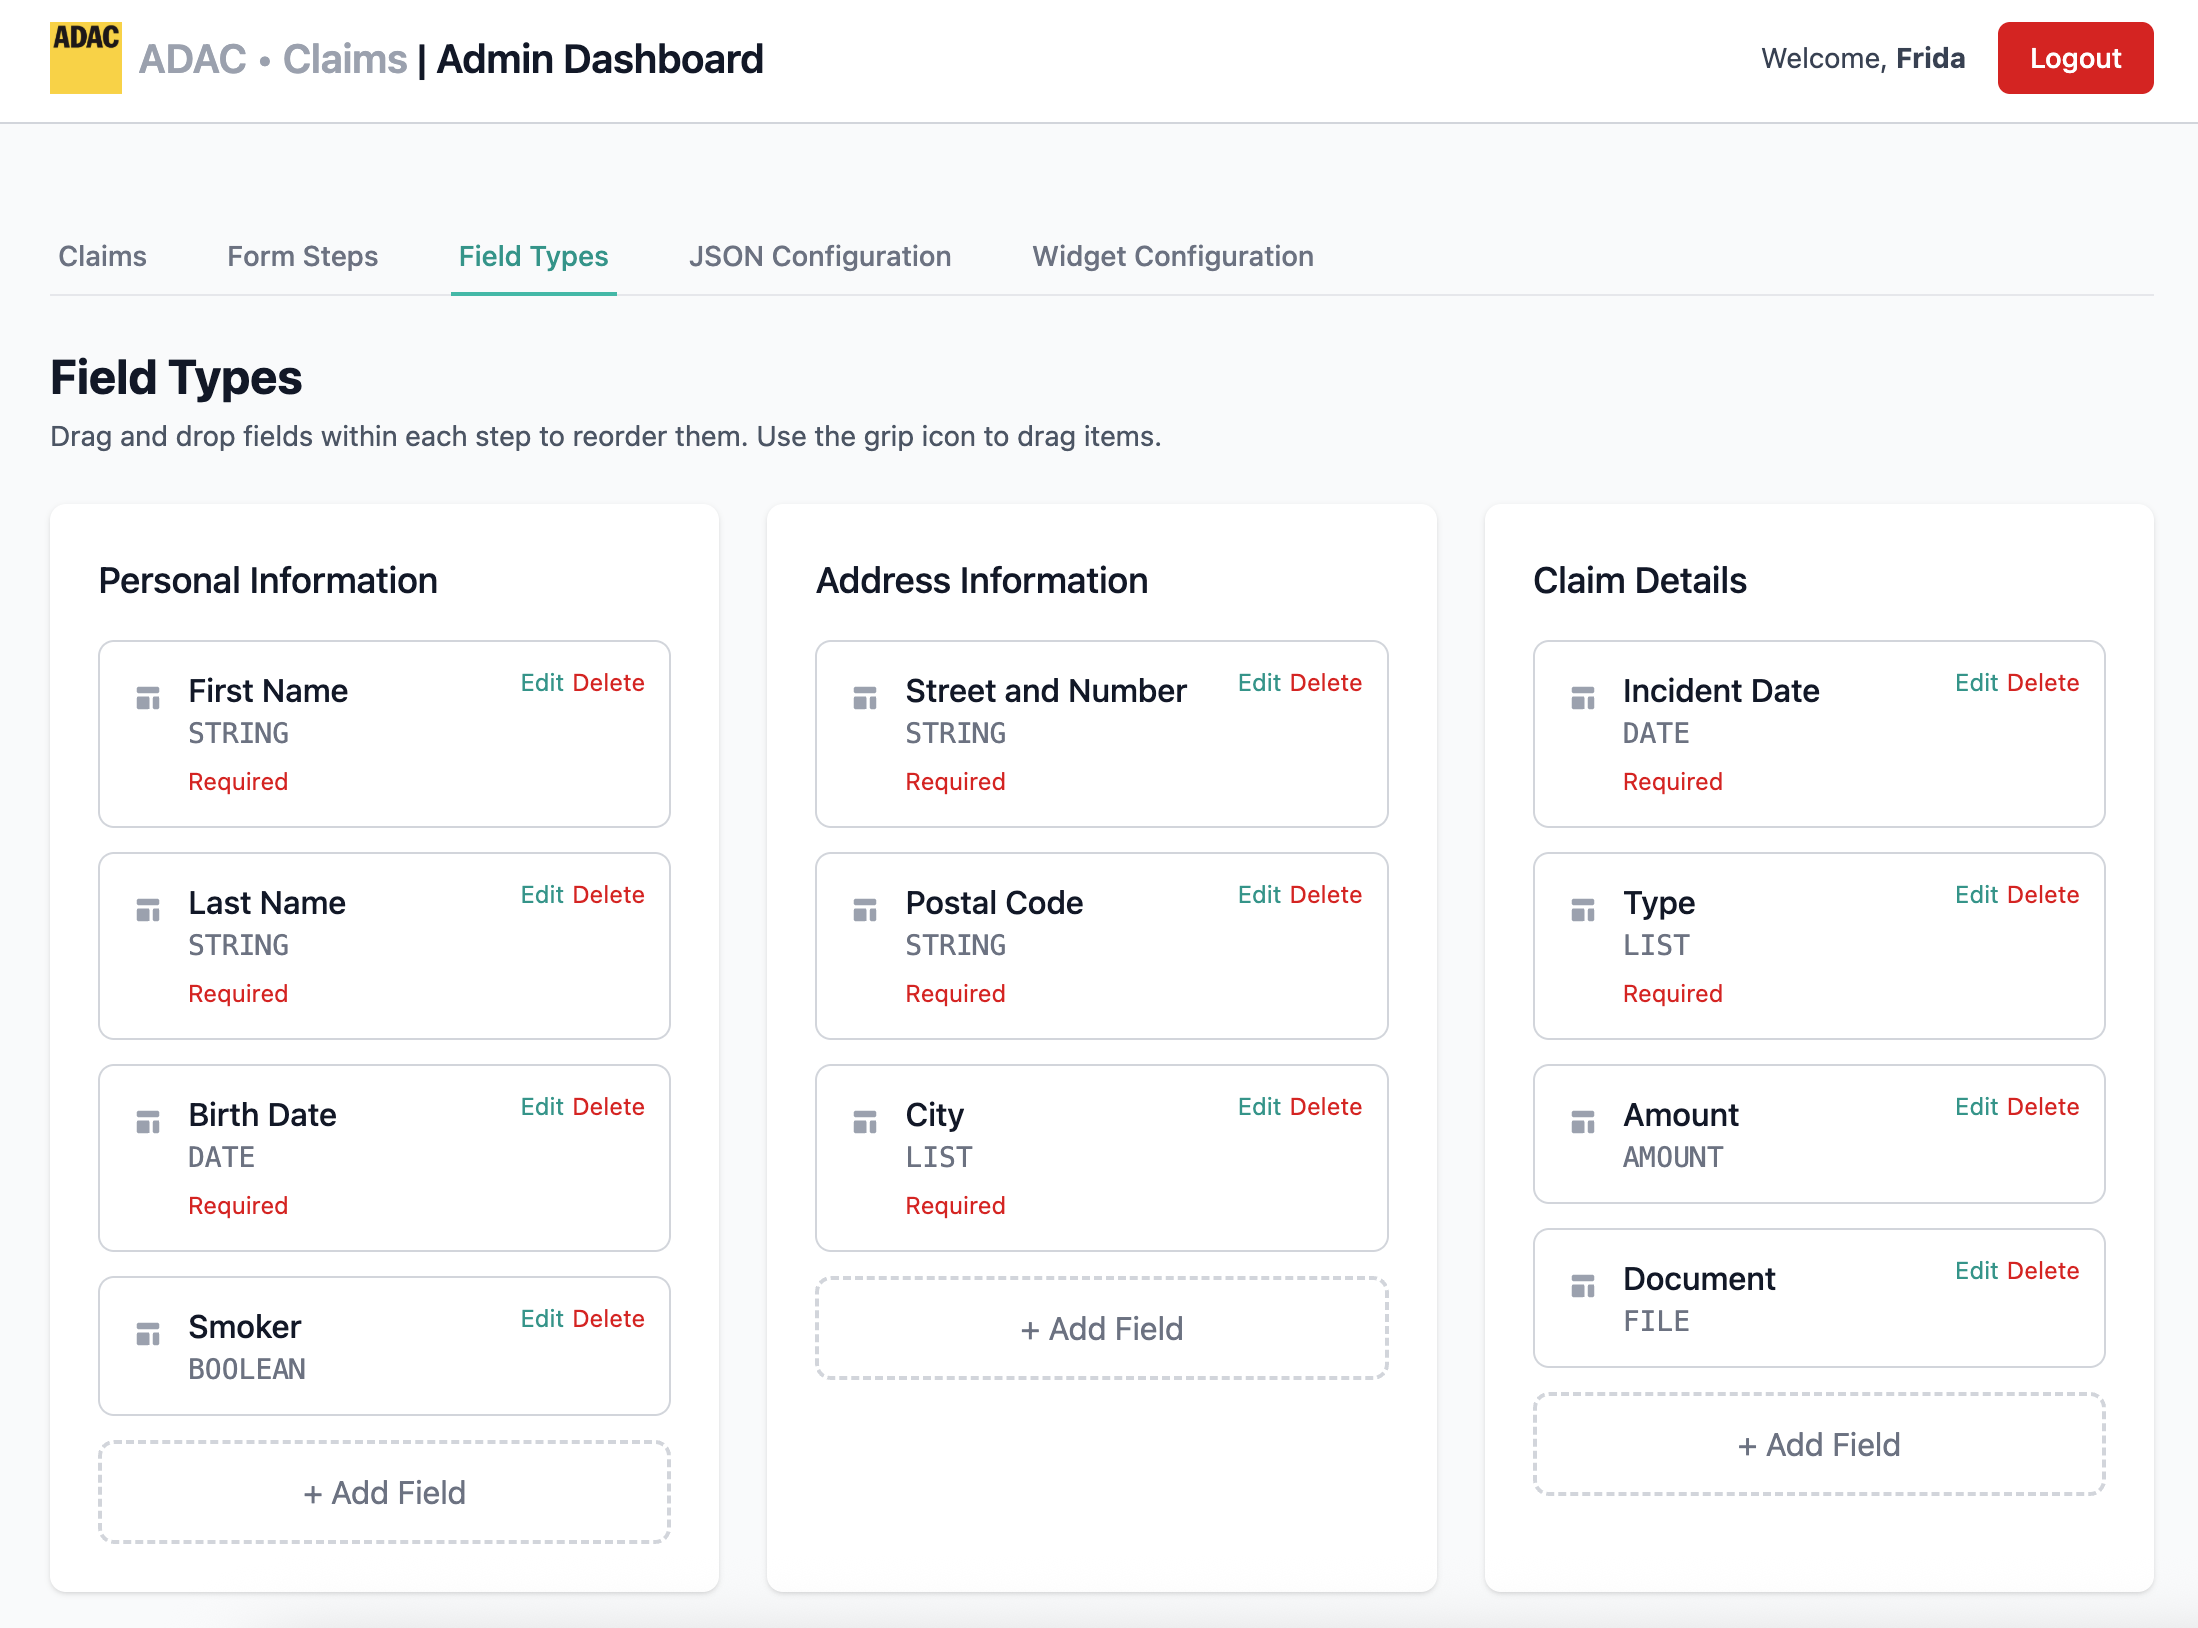 ADAC
ADAC • Claims | Admin Dashboard
Welcome, Frida
Logout
Claims
Form Steps
Field Types
JSON Configuration
Widget Configuration
Field Types
Drag and drop fields within each step to reorder them. Use the grip icon to drag items.
Personal Information
First Name
Edit Delete
STRING
Required
Last Name
Edit Delete
STRING
Required
Birth Date
Edit Delete
DATE
Required
Smoker
Edit Delete
BOOLEAN
+ Add Field
Address Information
Street and Number
Edit Delete
STRING
Required
Postal Code
Edit Delete
STRING
Required
City
Edit Delete
LIST
Required
+ Add Field
Claim Details
Incident Date
Edit Delete
DATE
Required
Type
Edit Delete
LIST
Required
Amount
Edit Delete
AMOUNT
Document
Edit Delete
FILE
+ Add Field